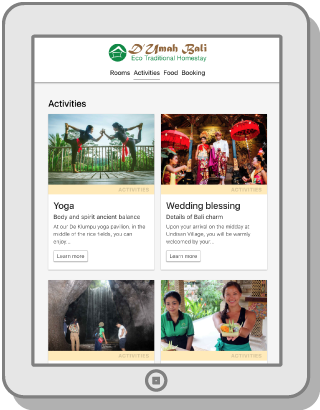 D'Umah Bali
Eco Traditional Homestay
Rooms Activities Food Booking
Activities
ACTIVITIES
Yoga
Body and spirit ancient balance
At our De Klumpu yoga pavilion, in the
middle of the rice fields, you can
enjoy...
Learn more
ACTIVITIES
Wedding blessing
Details of Bali charm
Upon your arrival on the midday at
Undisan Village, you will be warmly
welcomed by your...
Learn more
ACTIVITIES
ACTIVITIES